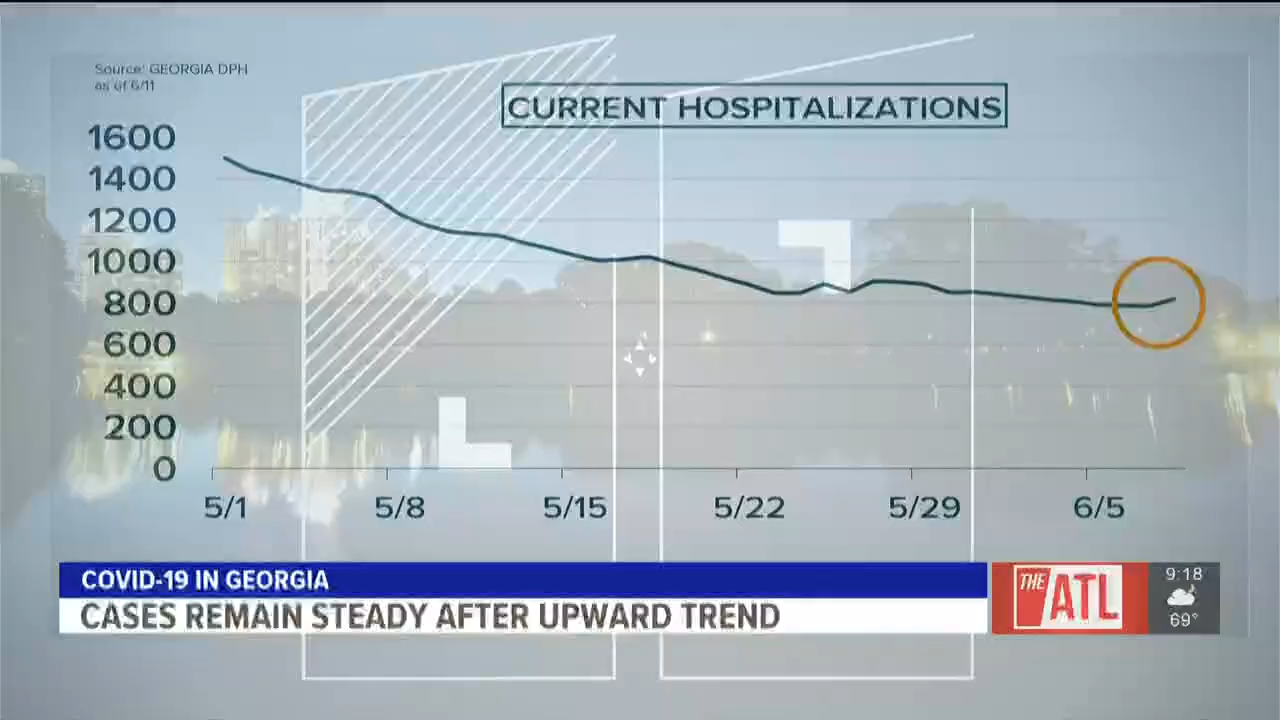 Source: GEORGIA DPH
as of 6/11
CURRENT HOSPITALIZATIONS
1600
1400
1200
1000
800
600
400
200
0
5/1 5/8 5/15 5/22 5/29 6/5
COVID-19 IN GEORGIA
CASES REMAIN STEADY AFTER UPWARD TREND
THE ATL
9:18
69°